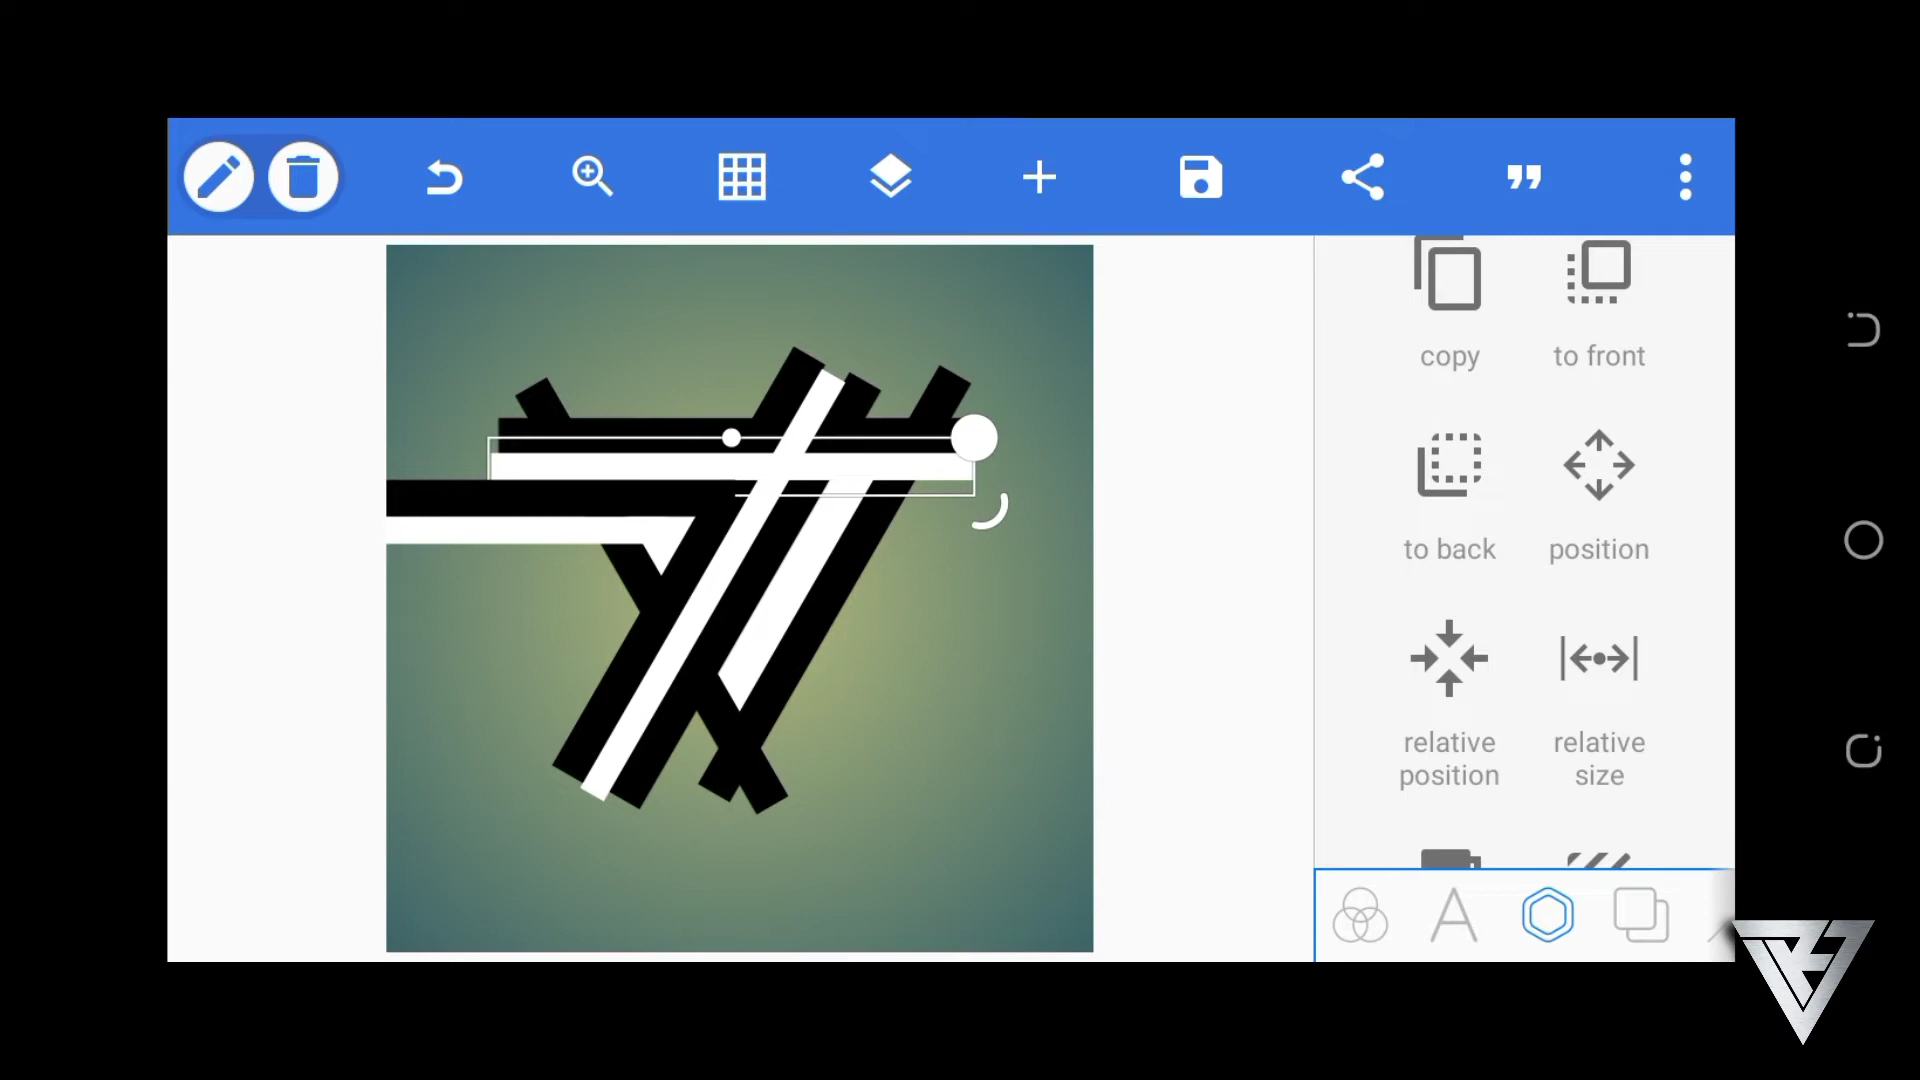 copy
to front
to back
position
relative
position
relative
size